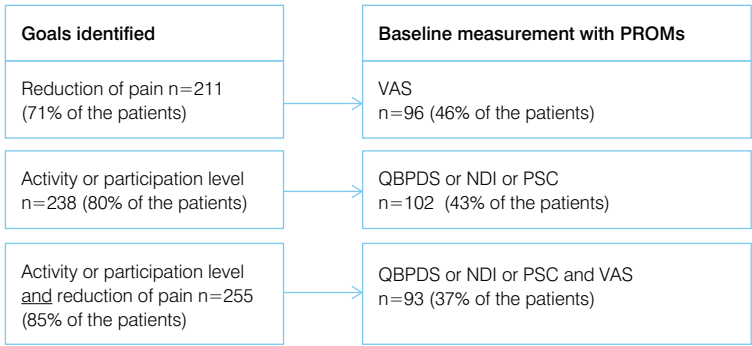 Goals identified
Baseline measurement with PROMs
Reduction of pain n=211
(71% of the patients)
VAS
n=96 (46% of the patients)
Activity or participation level
n=238 (80% of the patients)
QBPDS or NDI or PSC
n=102 (43% of the patients)
Activity or participation level
and reduction of pain n=255
(85% of the patients)
QBPDS or NDI or PSC and VAS
n=93 (37% of the patients)